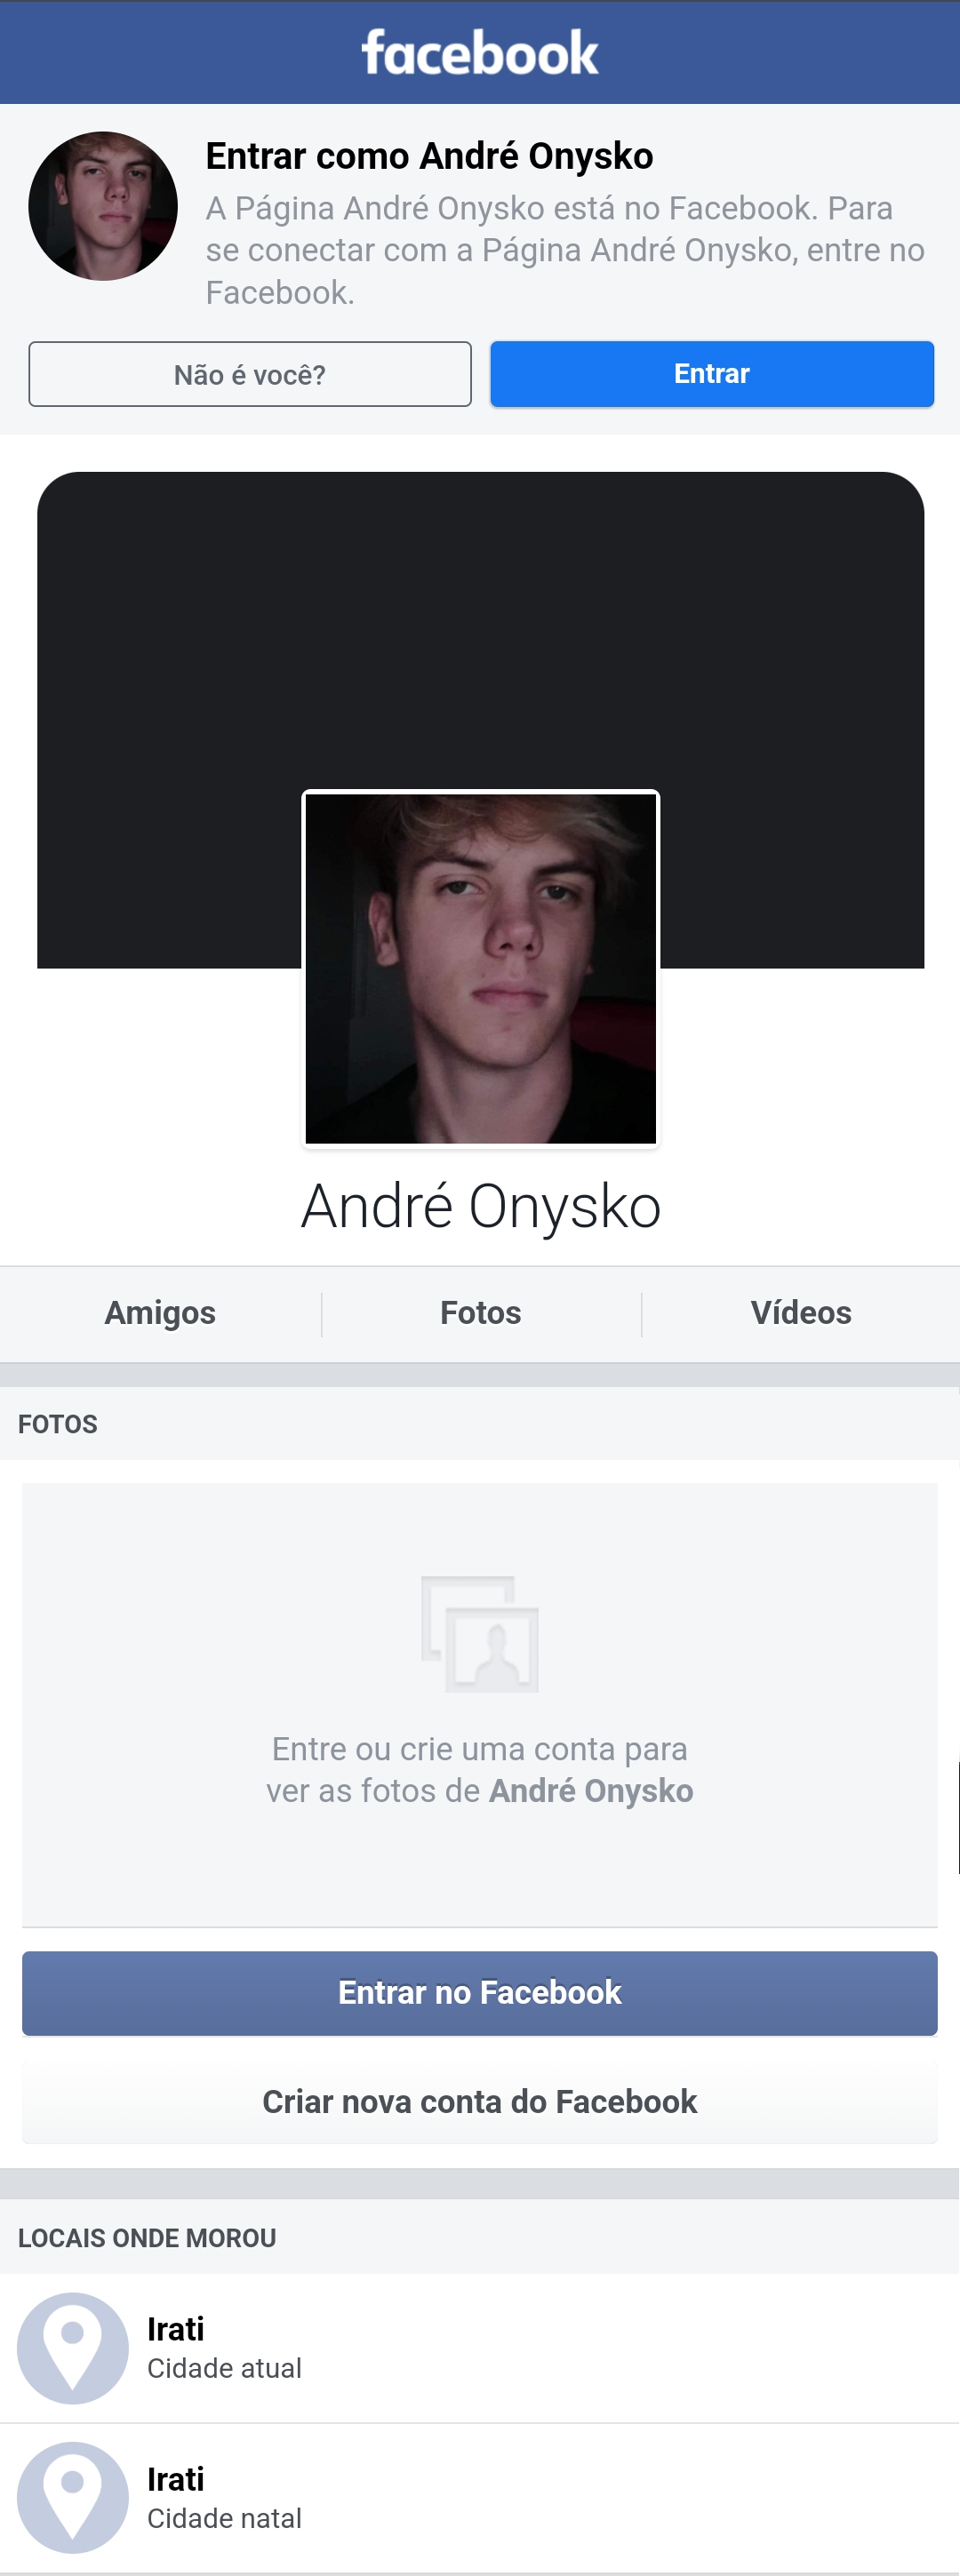 facebook
Entrar como André Onysko
A Página André Onysko está no Facebook. Para
se conectar com a Página André Onysko, entre no
Facebook.
Não é você?
Entrar
André Onysko
Amigos
Fotos
Vídeos
FOTOS
Entre ou crie uma conta para
ver as fotos de André Onysko
Entrar no Facebook
Criar nova conta do Facebook
LOCAIS ONDE MOROU
Irati
Cidade atual
Irati
Cidade natal